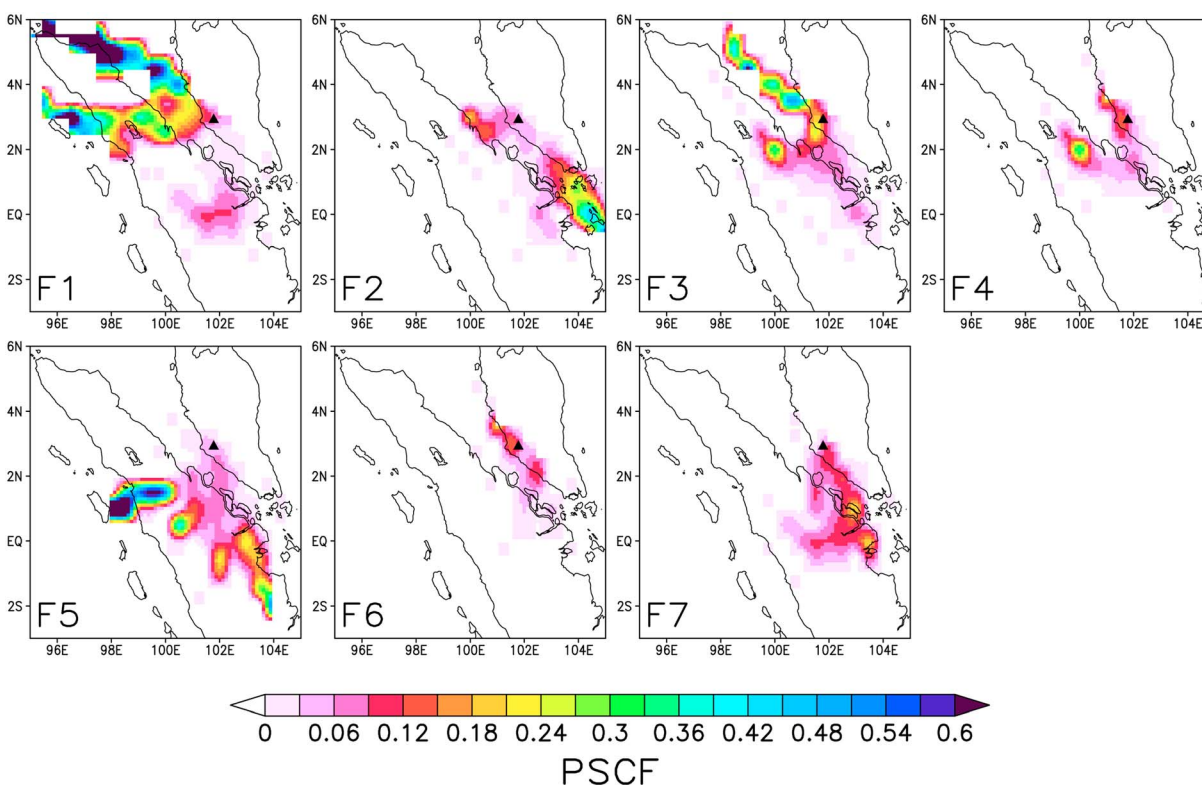 6N 6N 6N 6N
4N 4N 4N 4N
2N 2N 2N 2N
EQ EQ EQ EQ
2S 2S 2S 2S
F1 F2 F3 F4
96E 98E 100E 102E 104E 96E 98E 100E 102E 104E 96E 98E 100E 102E 104E 96E 98E 100E 102E 104E
6N 6N 6N
4N 4N 4N
2N 2N 2N
EQ EQ EQ
2S 2S 2S
F5 F6 F7
96E 98E 100E 102E 104E 96E 98E 100E 102E 104E 96E 98E 100E 102E 104E
0 0.06 0.12 0.18 0.24 0.3 0.36 0.42 0.48 0.54 0.6
PSCF